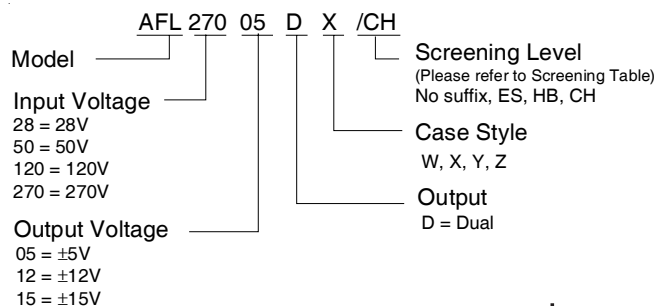 AFL 270 05 D X /CH
Model
Input Voltage
28 = 28V
50 = 50V
120 = 120V
270 = 270V
Output Voltage
05 = ±5V
12 = ±12V
15 = ±15V
Screening Level
(Please refer to Screening Table)
No suffix, ES, HB, CH
Case Style
W, X, Y, Z
Output
D = Dual